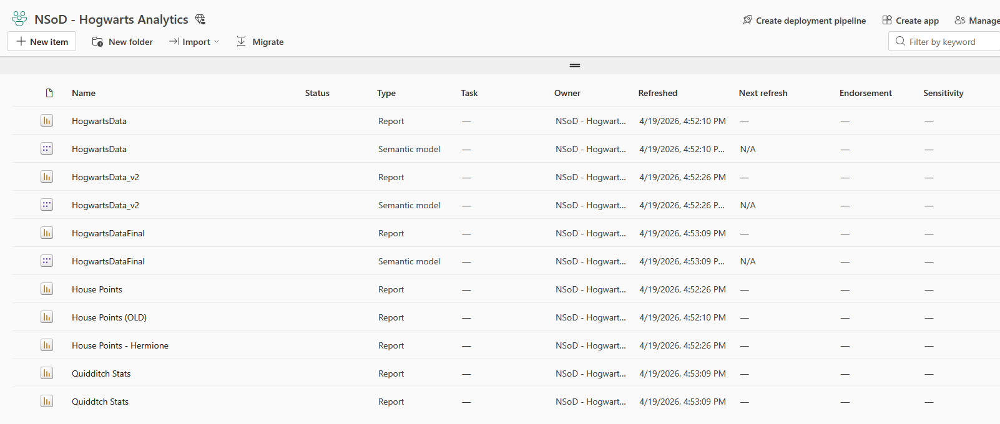 NSoD - Hogwarts Analytics
Create deployment pipeline Create app Manage
New item New folder Import Migrate
Filter by keyword
Name Status Type Task Owner Refreshed Next refresh Endorsement Sensitivity
HogwartsData Report — NSoD - Hogwart... 4/19/2026, 4:52:10 PM — — —
HogwartsData Semantic model — NSoD - Hogwart... 4/19/2026, 4:52:10 P... N/A — —
HogwartsData_v2 Report — NSoD - Hogwart... 4/19/2026, 4:52:26 PM — — —
HogwartsData_v2 Semantic model — NSoD - Hogwart... 4/19/2026, 4:52:26 P... N/A — —
HogwartsDataFinal Report — NSoD - Hogwart... 4/19/2026, 4:53:09 PM — — —
HogwartsDataFinal Semantic model — NSoD - Hogwart... 4/19/2026, 4:53:09 P... N/A — —
House Points Report — NSoD - Hogwart... 4/19/2026, 4:52:26 PM — — —
House Points (OLD) Report — NSoD - Hogwart... 4/19/2026, 4:52:10 PM — — —
House Points - Hermione Report — NSoD - Hogwart... 4/19/2026, 4:52:26 PM — — —
Quidditch Stats Report — NSoD - Hogwart... 4/19/2026, 4:53:09 PM — — —
Quiddtch Stats Report — NSoD - Hogwart... 4/19/2026, 4:53:09 PM — — —